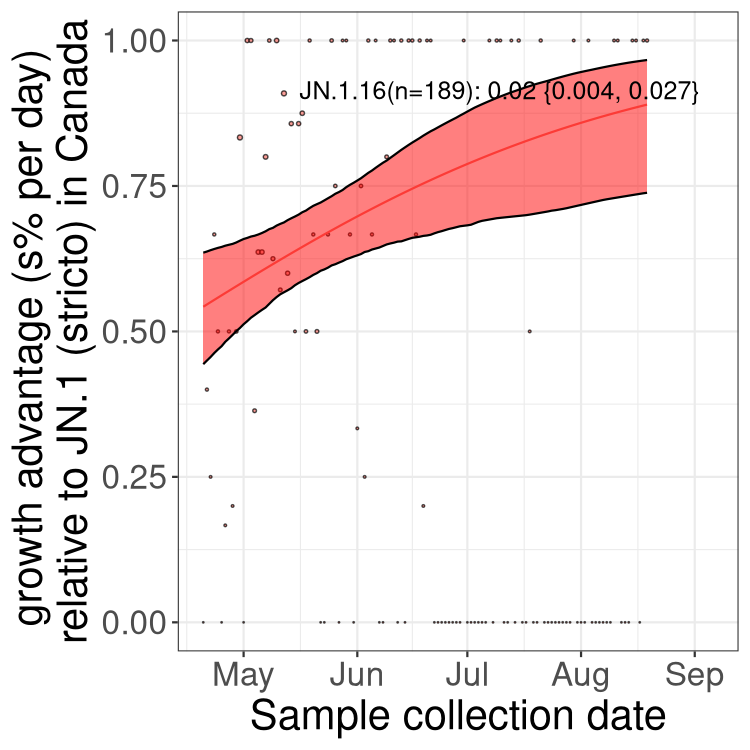 growth advantage (s% per day)
relative to JN.1 (stricto) in Canada
1.00
0.75
0.50
0.25
0.00
JN.1.16(n=189): 0.02 {0.004, 0.027}
May Jun Jul Aug Sep
Sample collection date